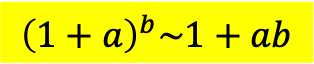 (1 + a)ᵇ~1 + ab